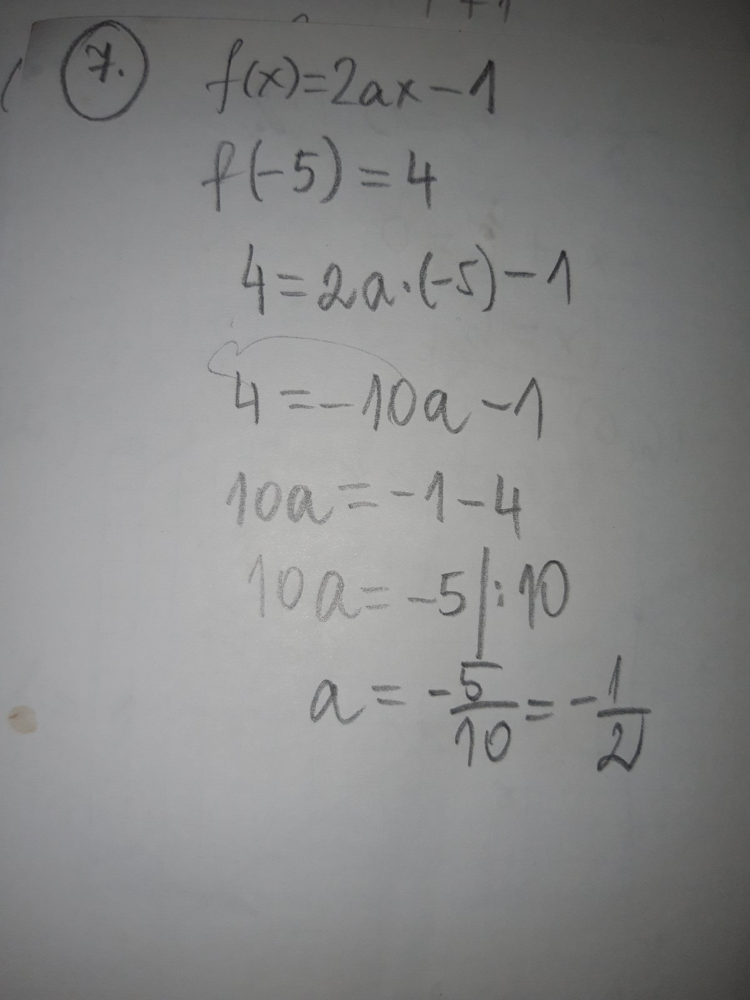 7. f(x)=2ax-1
f(-5)=4
4=2a·(-5)-1
4=-10a-1
10a=-1-4
10a=-5|:10
a=-5/10=-1/2